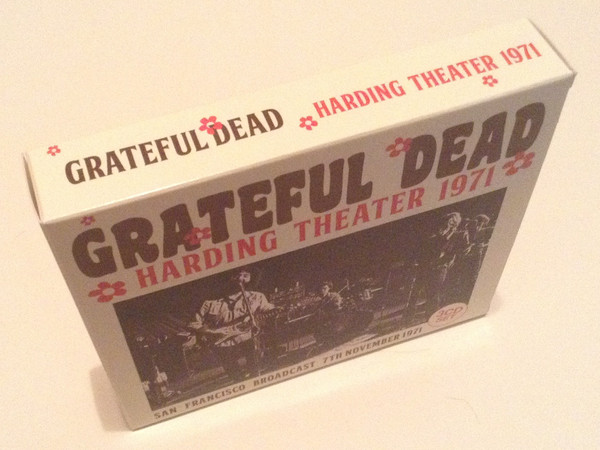 GRATEFUL DEAD HARDING THEATER 1971
GRATEFUL DEAD
HARDING THEATER 1971
SAN FRANCISCO BROADCAST 7TH NOVEMBER 1971